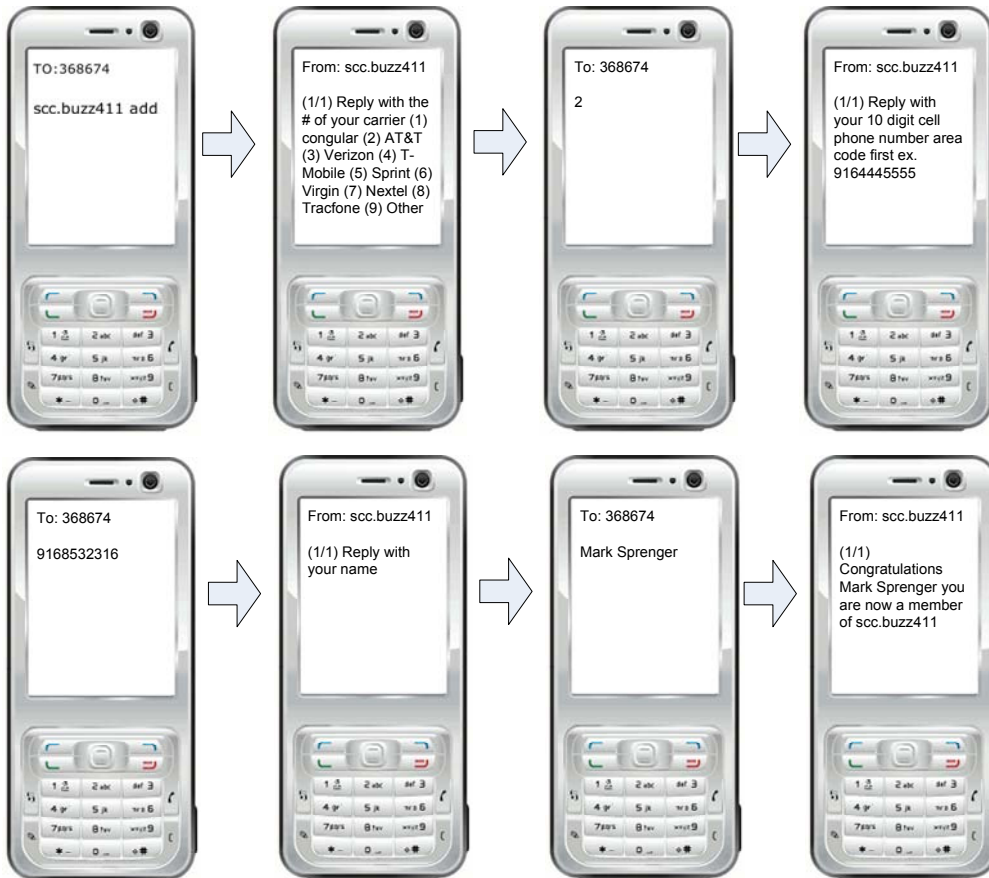 TO:368674
scc.buzz411 add
From: scc.buzz411
(1/1) Reply with the
# of your carrier (1)
congular (2) AT&T
(3) Verizon (4) T-
Mobile (5) Sprint (6)
Virgin (7) Nextel (8)
Tracfone (9) Other
To: 368674
2
From: scc.buzz411
(1/1) Reply with
your 10 digit cell
phone number area
code first ex.
9164445555
To: 368674
9168532316
From: scc.buzz411
(1/1) Reply with
your name
To: 368674
Mark Sprenger
From: scc.buzz411
(1/1)
Congratulations
Mark Sprenger you
are now a member
of scc.buzz411